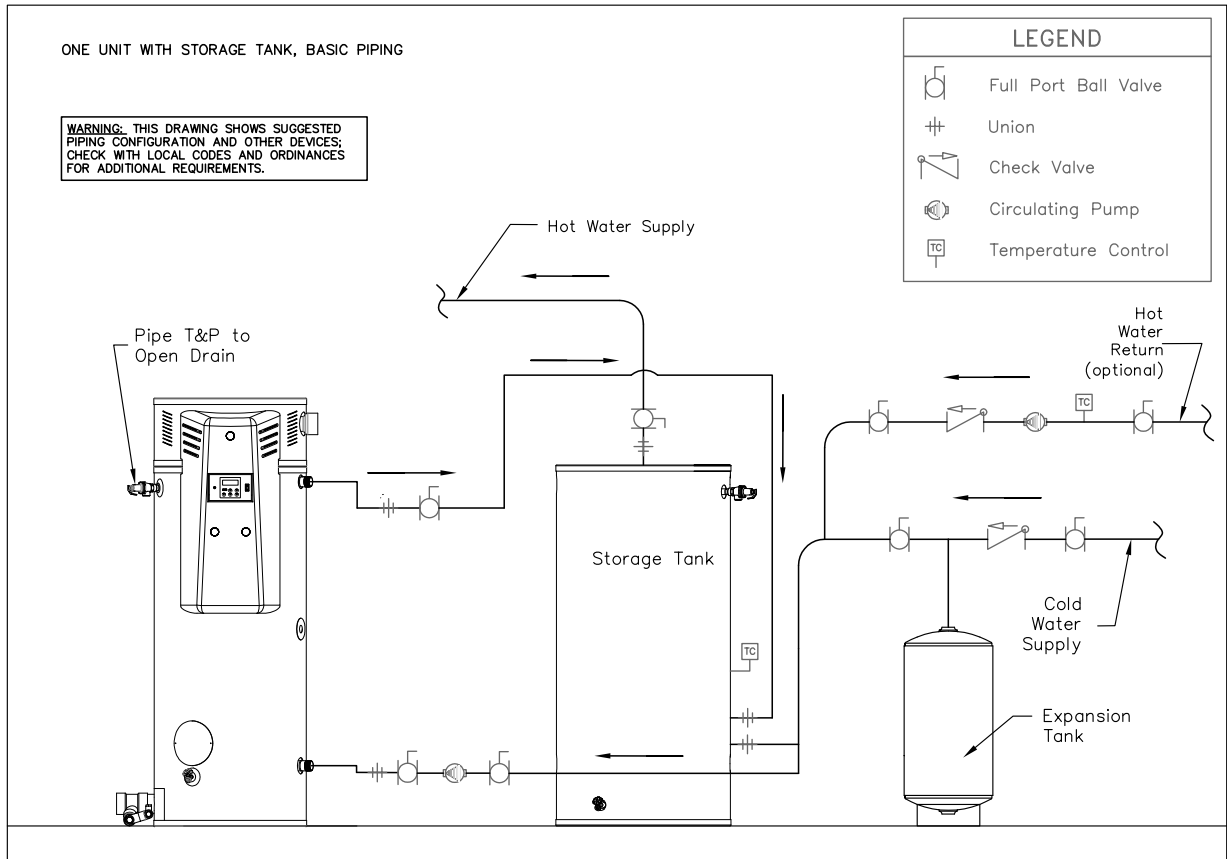 ONE UNIT WITH STORAGE TANK, BASIC PIPING
WARNING: THIS DRAWING SHOWS SUGGESTED
PIPING CONFIGURATION AND OTHER DEVICES;
CHECK WITH LOCAL CODES AND ORDINANCES
FOR ADDITIONAL REQUIREMENTS.
LEGEND
Full Port Ball Valve
Union
Check Valve
Circulating Pump
TC
Temperature Control
Hot Water Supply
Pipe T&P to
Open Drain
Hot
Water
Return
(optional)
TC
Storage Tank
Cold
Water
Supply
TC
Expansion
Tank